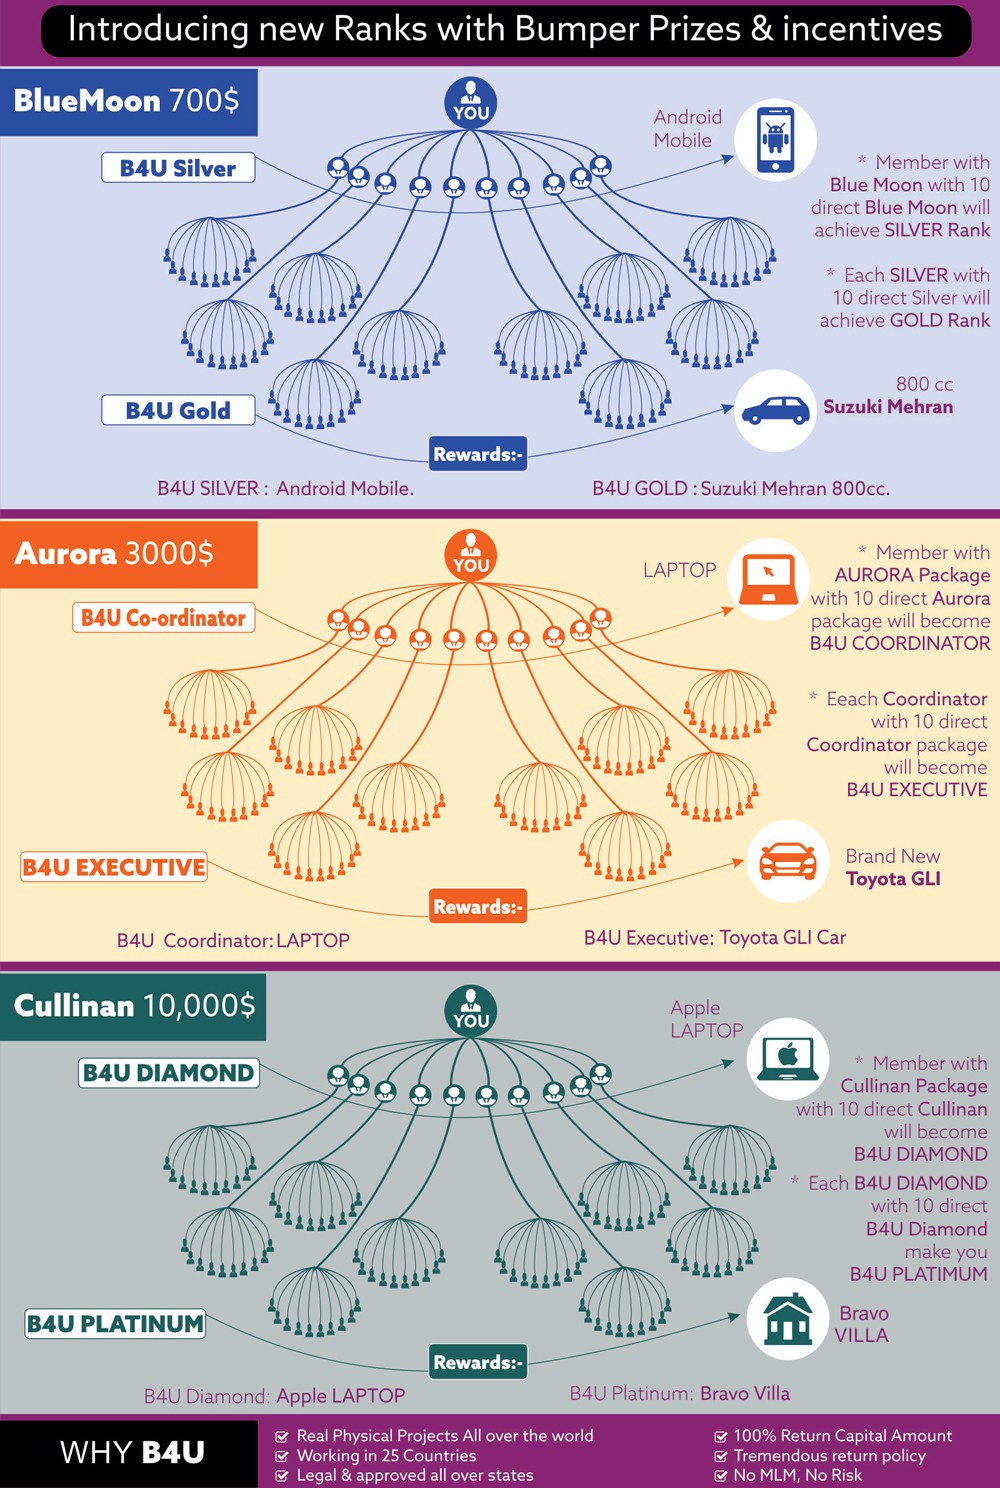 Introducing new Ranks with Bumper Prizes & incentives
BlueMoon 700$
YOU
B4U Silver
Android
Mobile
* Member with
Blue Moon with 10
direct Blue Moon will
achieve SILVER Rank
* Each SILVER with
10 direct Silver will
achieve GOLD Rank
B4U Gold
800 cc
Suzuki Mehran
Rewards:-
B4U SILVER : Android Mobile.
B4U GOLD : Suzuki Mehran 800cc.
Aurora 3000$
YOU
B4U Co-ordinator
LAPTOP
* Member with
AURORA Package
with 10 direct Aurora
package will become
B4U COORDINATOR
* Eeach Coordinator
with 10 direct
Coordinator package
will become
B4U EXECUTIVE
B4U EXECUTIVE
Brand New
Toyota GLI
Rewards:-
B4U Coordinator: LAPTOP
B4U Executive: Toyota GLI Car
Cullinan 10,000$
YOU
B4U DIAMOND
Apple
LAPTOP
* Member with
Cullinan Package
with 10 direct Cullinan
will become
B4U DIAMOND
* Each B4U DIAMOND
with 10 direct
B4U Diamond
make you
B4U PLATIMUM
B4U PLATINUM
Bravo
VILLA
Rewards:-
B4U Diamond: Apple LAPTOP
B4U Platinum: Bravo Villa
WHY B4U
Real Physical Projects All over the world
Working in 25 Countries
Legal & approved all over states
100% Return Capital Amount
Tremendous return policy
No MLM, No Risk